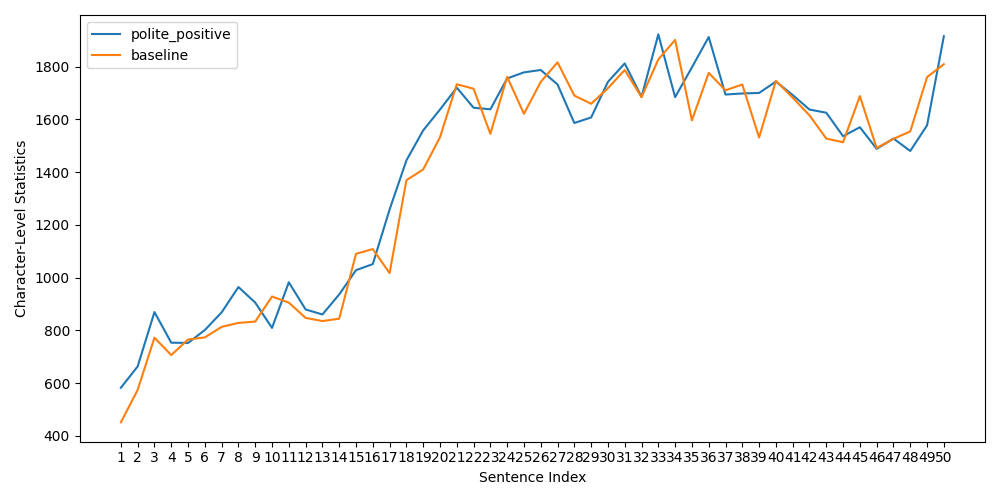 polite_positive
baseline
Character-Level Statistics
1800
1600
1400
1200
1000
800
600
400
1 2 3 4 5 6 7 8 9 10 11 12 13 14 15 16 17 18 19 20 21 22 23 24 25 26 27 28 29 30 31 32 33 34 35 36 37 38 39 40 41 42 43 44 45 46 47 48 49 50
Sentence Index